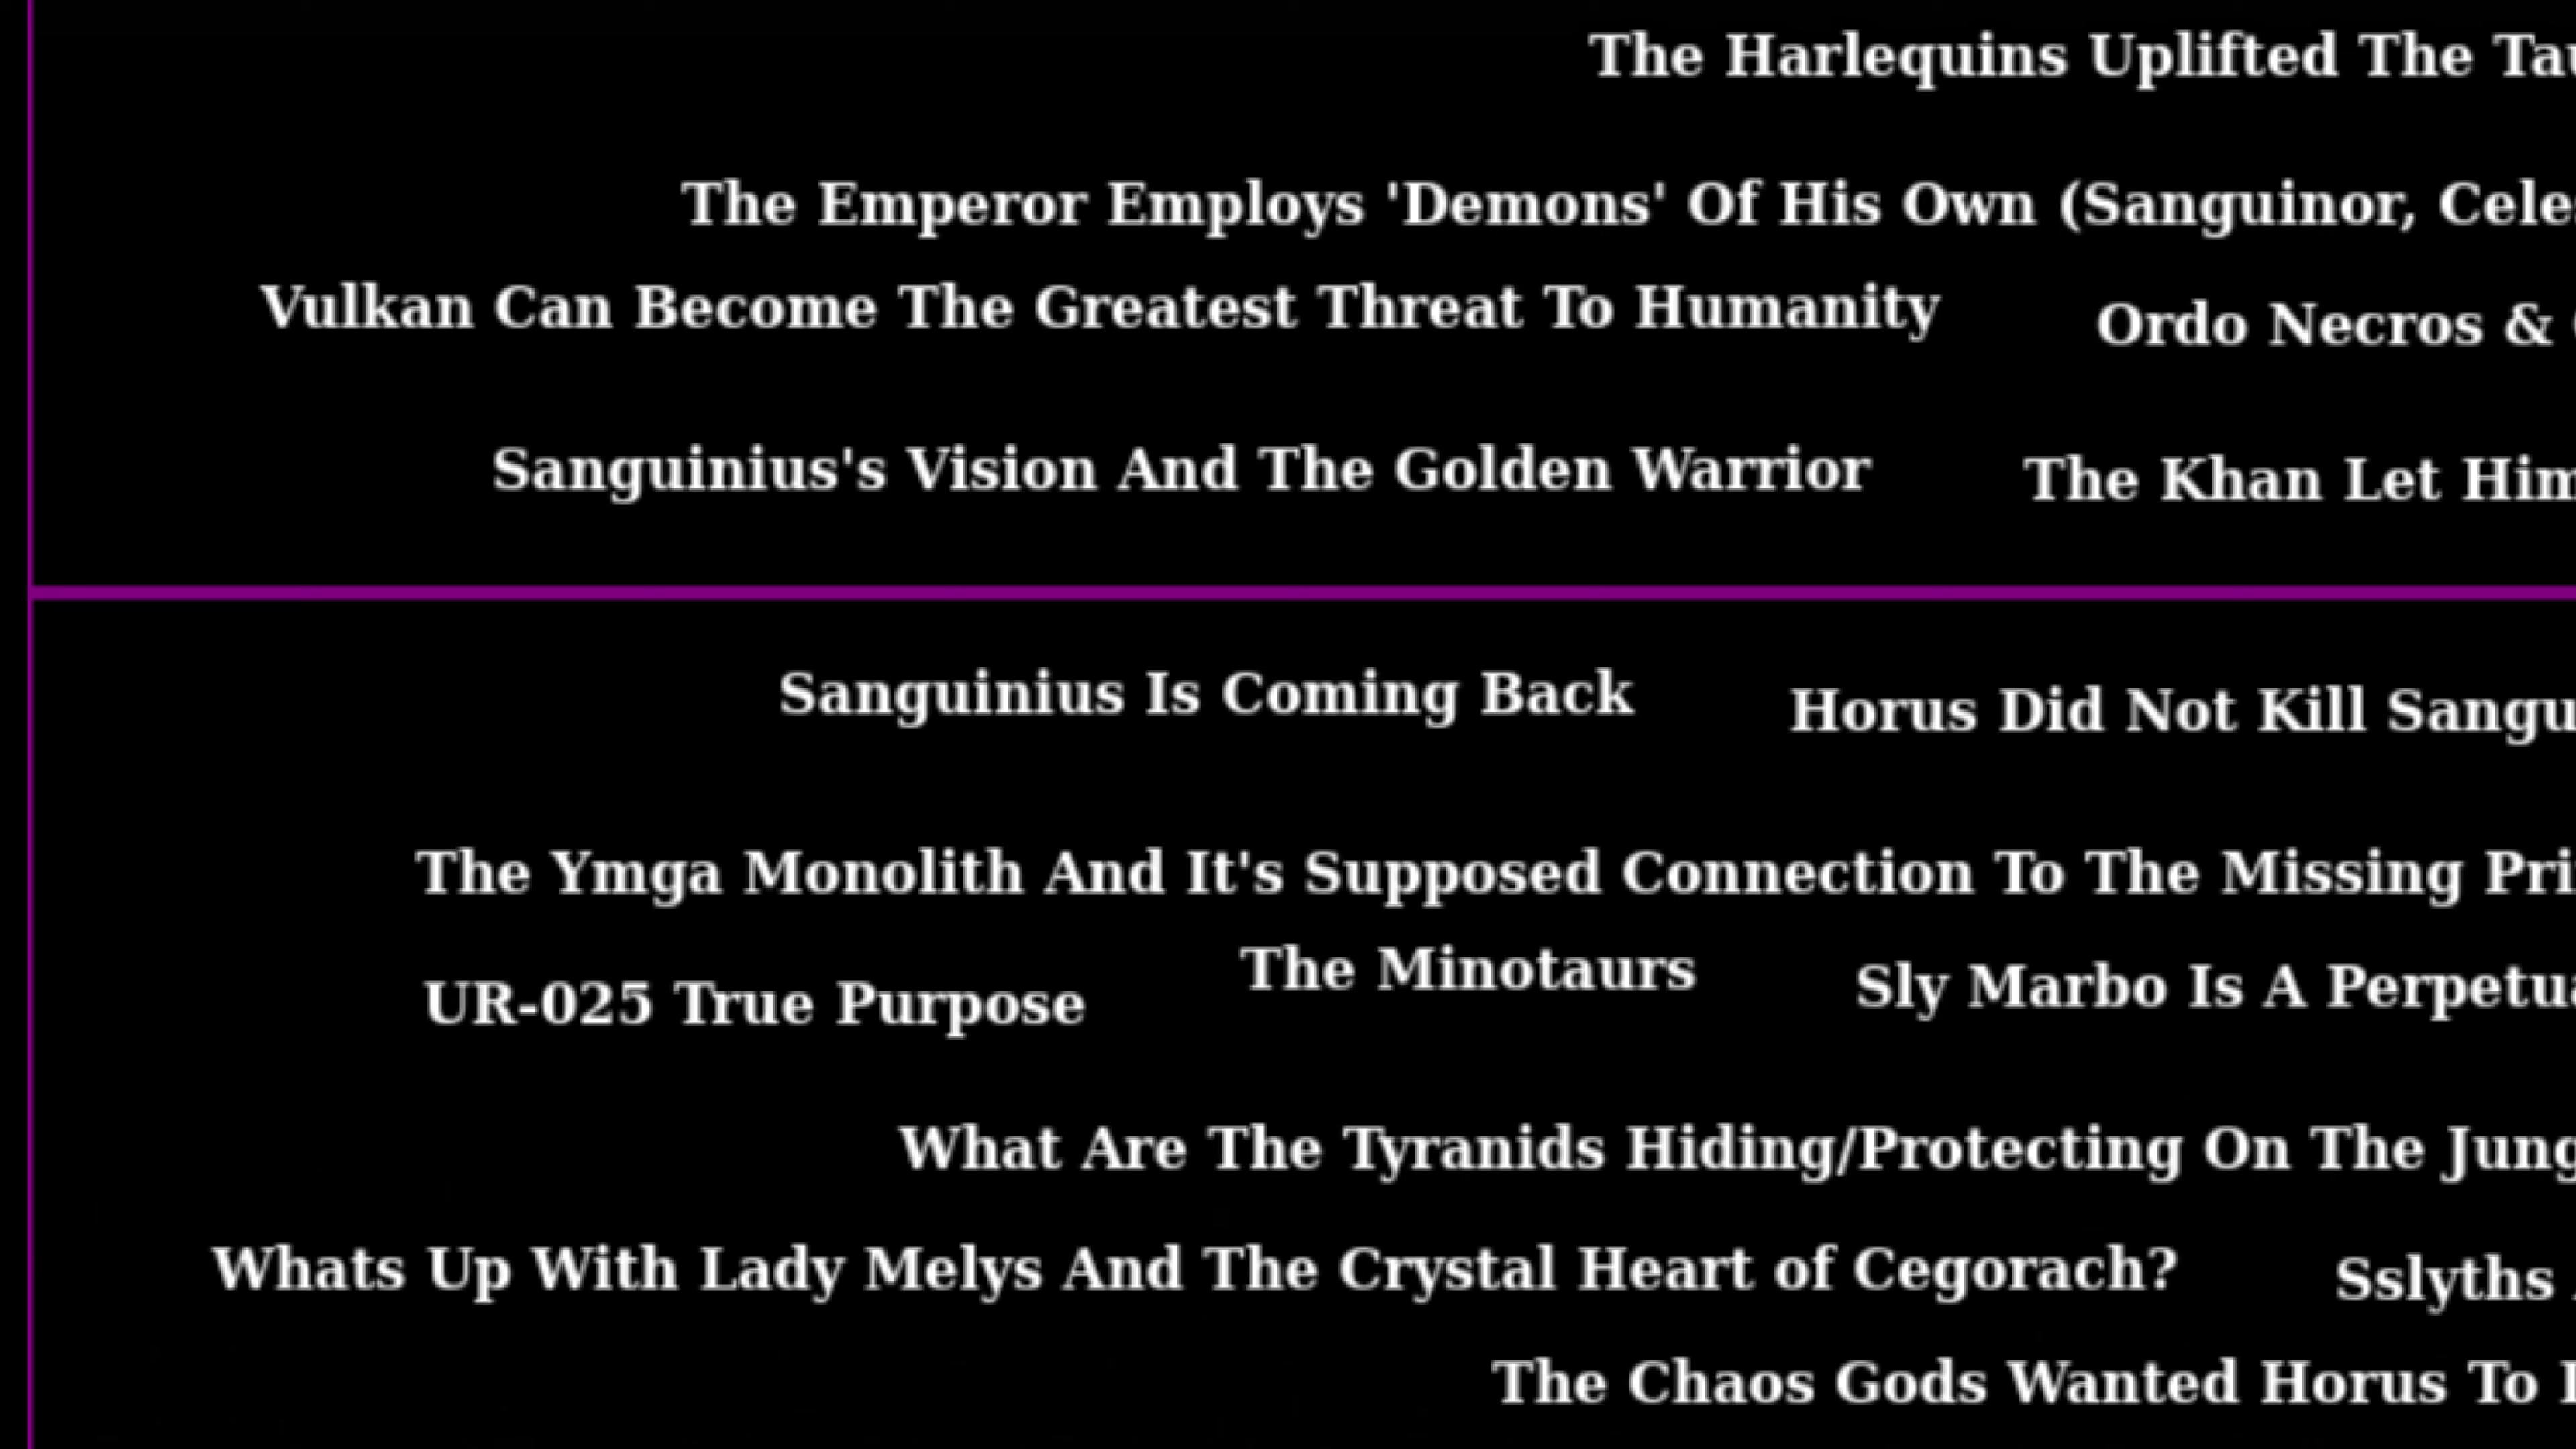 The Harlequins Uplifted The
The Emperor Employs 'Demons' Of His Own (Sanguinor,
Vulkan Can Become The Greatest Threat To Humanity
Ordo Necros &
Sanguinius's Vision And The Golden Warrior
The Khan Let Him
Sanguinius Is Coming Back
Horus Did Not Kill
The Ymga Monolith And It's Supposed Connection To The Missing
The Minotaurs
UR-025 True Purpose
Sly Marbo Is A
What Are The Tyranids Hiding/Protecting On The
Whats Up With Lady Melys And The Crystal Heart of Cegorach?
Sslyths
The Chaos Gods Wanted Horus To